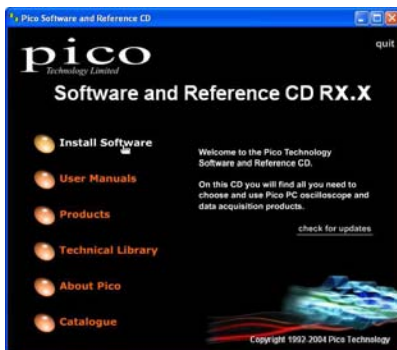 Pico Software and Reference CD
quit
pico
Technology Limited
Software and Reference CD RX.X
Install Software
Welcome to the Pico Technology
Software and Reference CD.
User Manuals
On this CD you will find all you need to
choose and use Pico PC oscilloscope and
data acquisition products.
Products
check for updates
Technical Library
About Pico
Catalogue
Copyright 1992-2004 Pico Technology